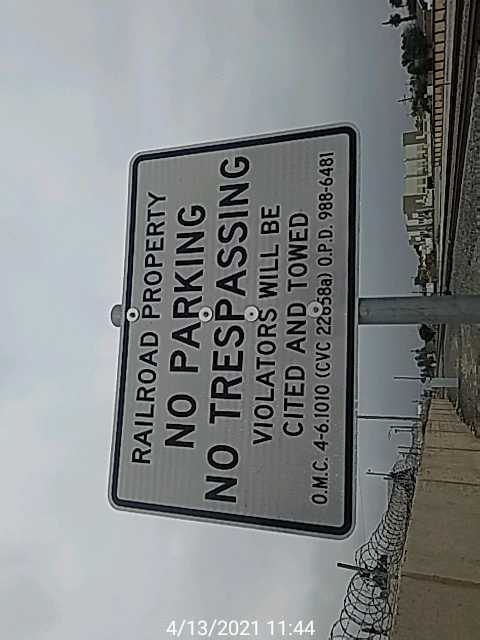 RAILROAD PROPERTY
NO PARKING
NO TRESPASSING
VIOLATORS WILL BE
CITED AND TOWED
O.M.C. 4-6.1010 (CVC 22658a) O.P.D. 988-6481
4/13/2021 11:44